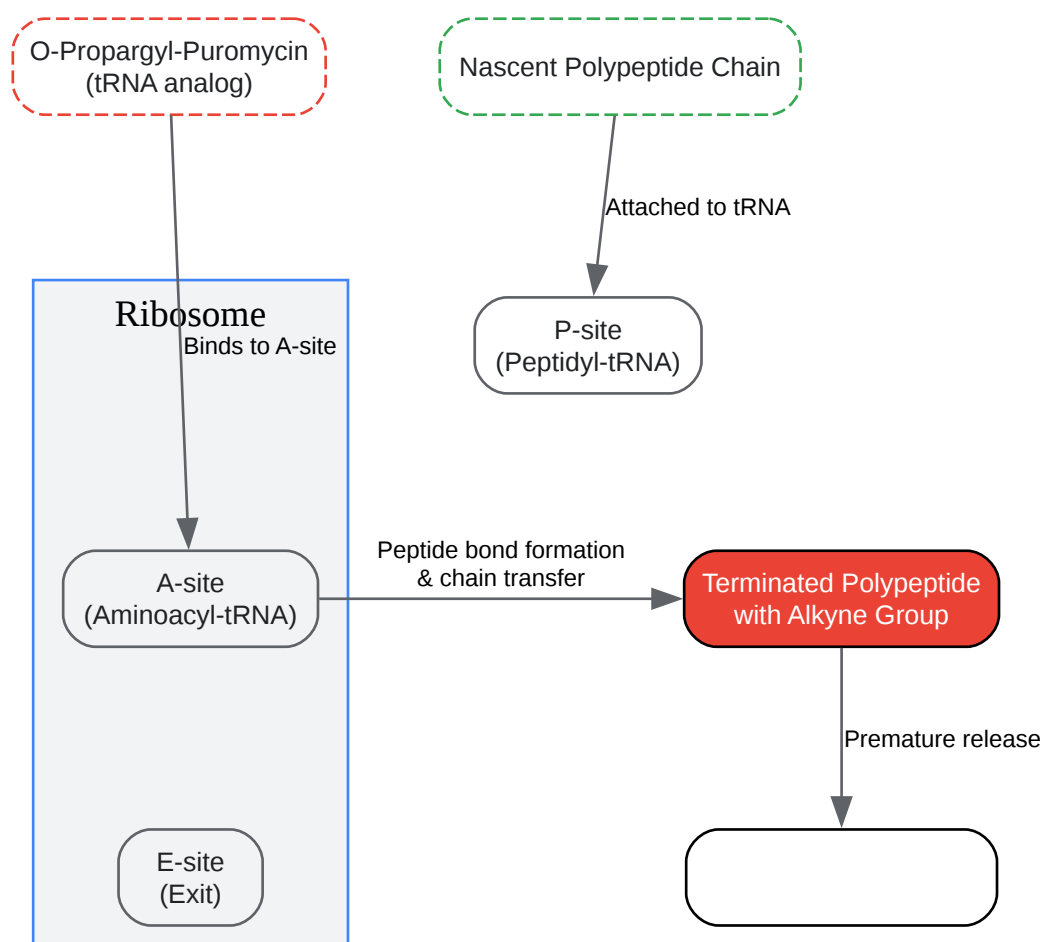 O-Propargyl-Puromycin
(tRNA analog)
Nascent Polypeptide Chain
Attached to tRNA
Ribosome
Binds to A-site
P-site
(Peptidyl-tRNA)
Peptide bond formation
& chain transfer
A-site
(Aminoacyl-tRNA)
Terminated Polypeptide
with Alkyne Group
Premature release
E-site
(Exit)